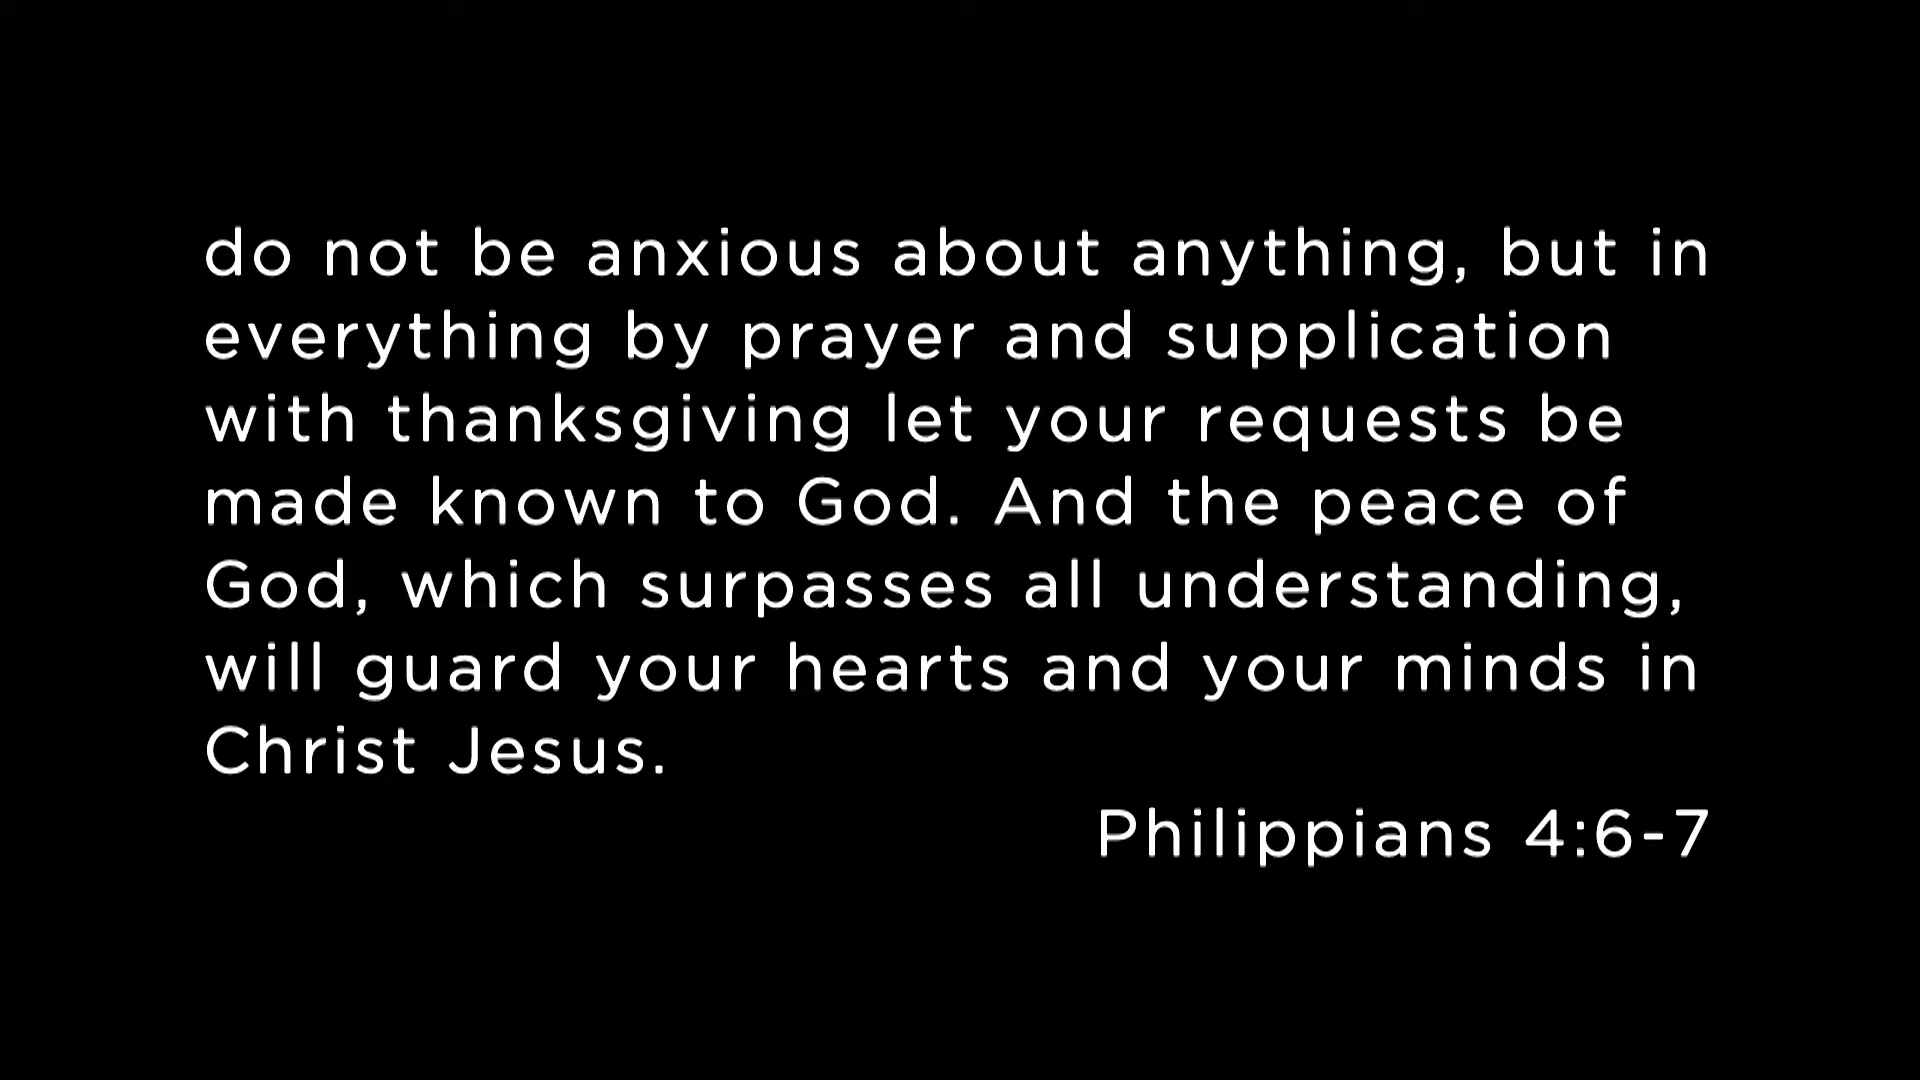 do not be anxious about anything, but in
everything by prayer and supplication
with thanksgiving let your requests be
made known to God. And the peace of
God, which surpasses all understanding,
will guard your hearts and your minds in
Christ Jesus.
Philippians 4:6-7